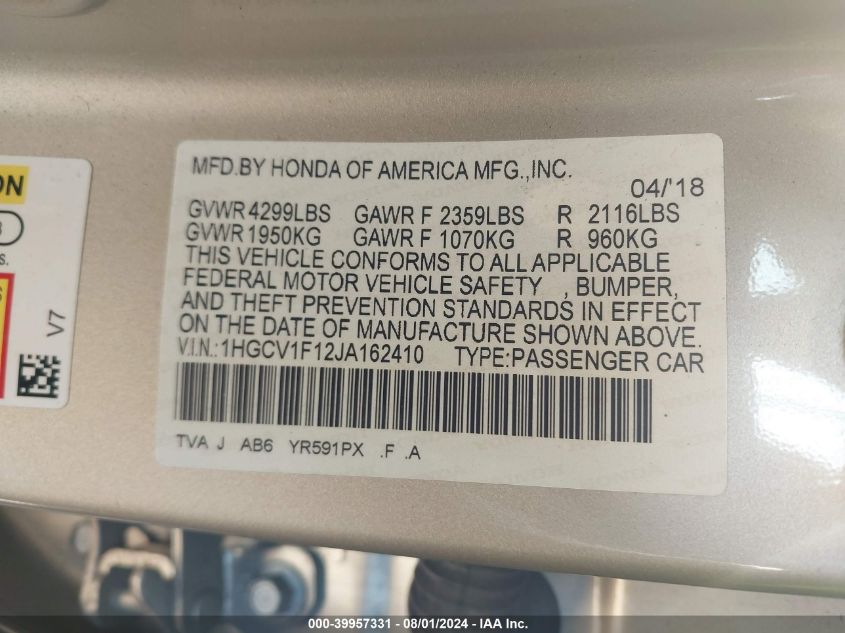 ON
S.
S
V7
MFD.BY HONDA OF AMERICA MFG.,INC.
04/'18
GVWR 4299LBS GAWR F 2359LBS R 2116LBS
GVWR 1950KG GAWR F 1070KG R 960KG
THIS VEHICLE CONFORMS TO ALL APPLICABLE
FEDERAL MOTOR VEHICLE SAFETY , BUMPER,
AND THEFT PREVENTION STANDARDS IN EFFECT
ON THE DATE OF MANUFACTURE SHOWN ABOVE.
V.I.N.:1HGCV1F12JA162410 TYPE:PASSENGER CAR
TVA J AB6 YR591PX .F .A
000-39957331 - 08/01/2024 - IAA Inc.